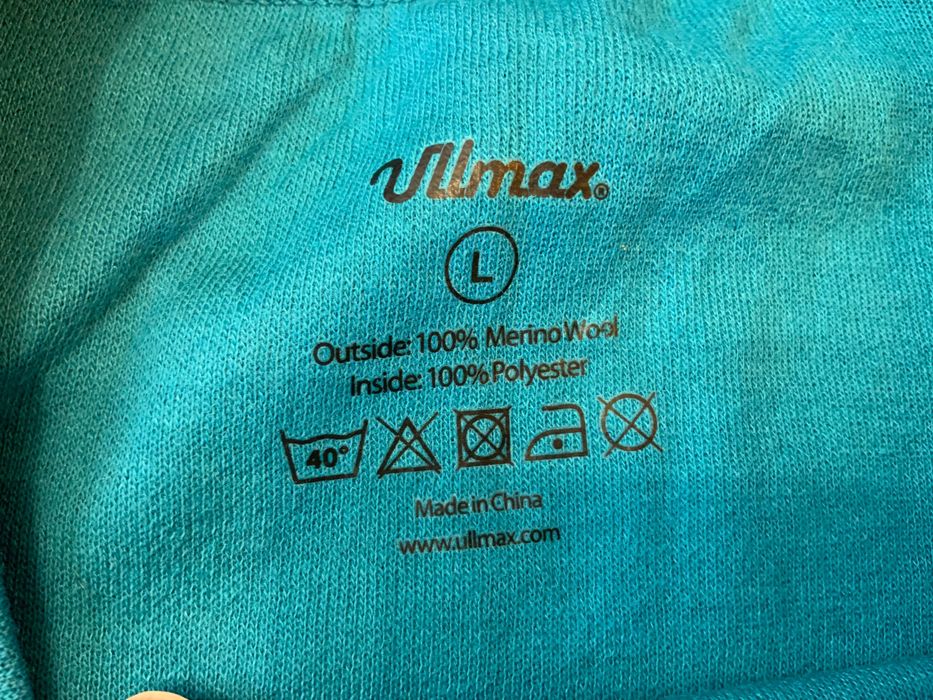 Ullmax®
L
Outside: 100% Merino Wool
Inside: 100% Polyester
40°
Made in China
www.ullmax.com